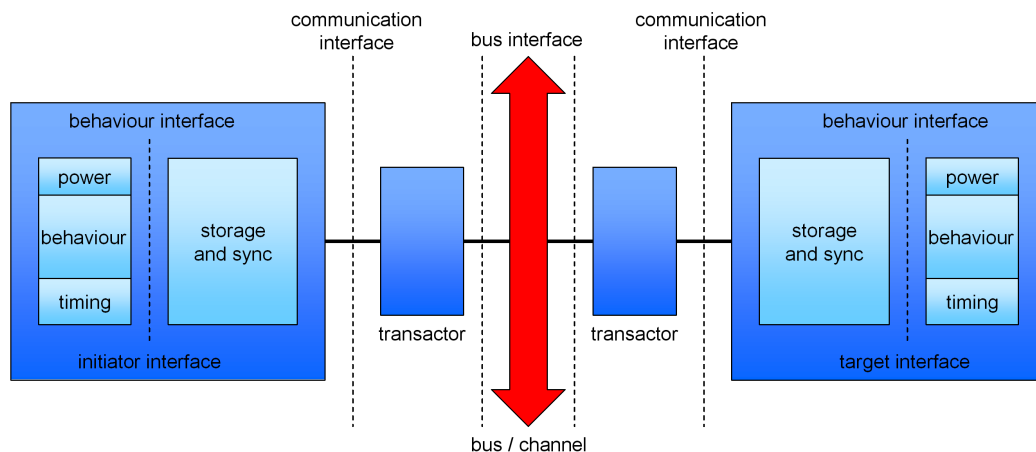 communication
interface
bus interface
communication
interface
behaviour interface
power
behaviour
timing
storage
and sync
initiator interface
transactor
transactor
behaviour interface
storage
and sync
power
behaviour
timing
target interface
bus / channel